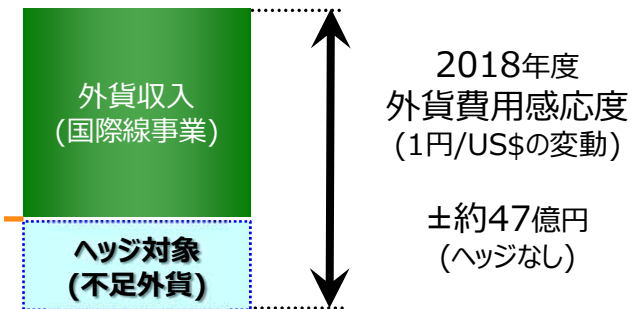 外貨収入
(国際線事業)
ヘッジ対象
(不足外貨)
2018年度
外貨費用感応度
(1円/US$の変動)
±約47億円
(ヘッジなし)